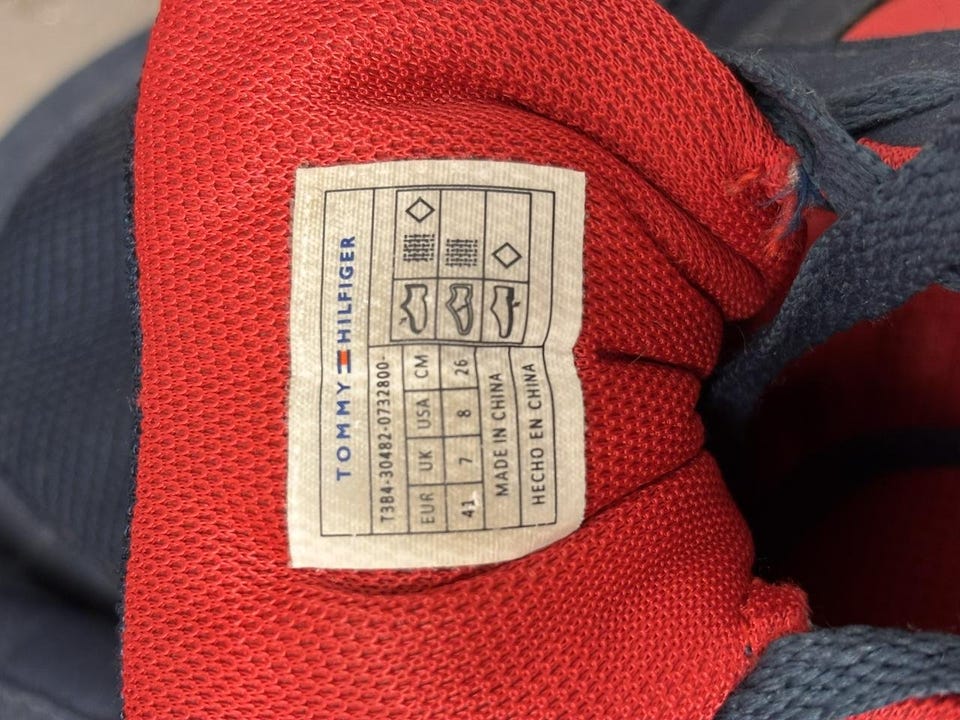 TOMMY HILFIGER
T3B4-30482-0732800-
EUR UK USA CM
41 7 8 26
MADE IN CHINA
HECHO EN CHINA